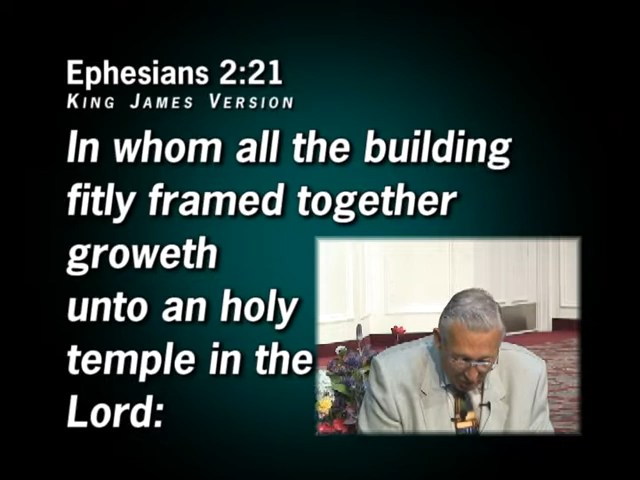 Ephesians 2:21
King James Version
In whom all the building
fitly framed together
groweth
unto an holy
temple in the
Lord: